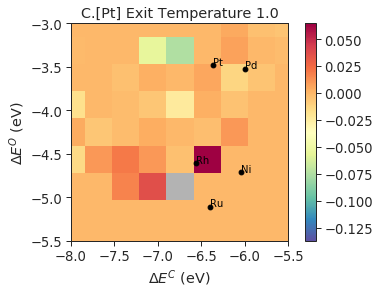 C.[Pt] Exit Temperature 1.0
−3.0
−3.5
−4.0
−4.5
−5.0
−5.5
ΔE^O (eV)
Pt
Pd
Rh
Ni
Ru
−8.0 −7.5 −7.0 −6.5 −6.0 −5.5
ΔE^C (eV)
0.050
0.025
0.000
−0.025
−0.050
−0.075
−0.100
−0.125